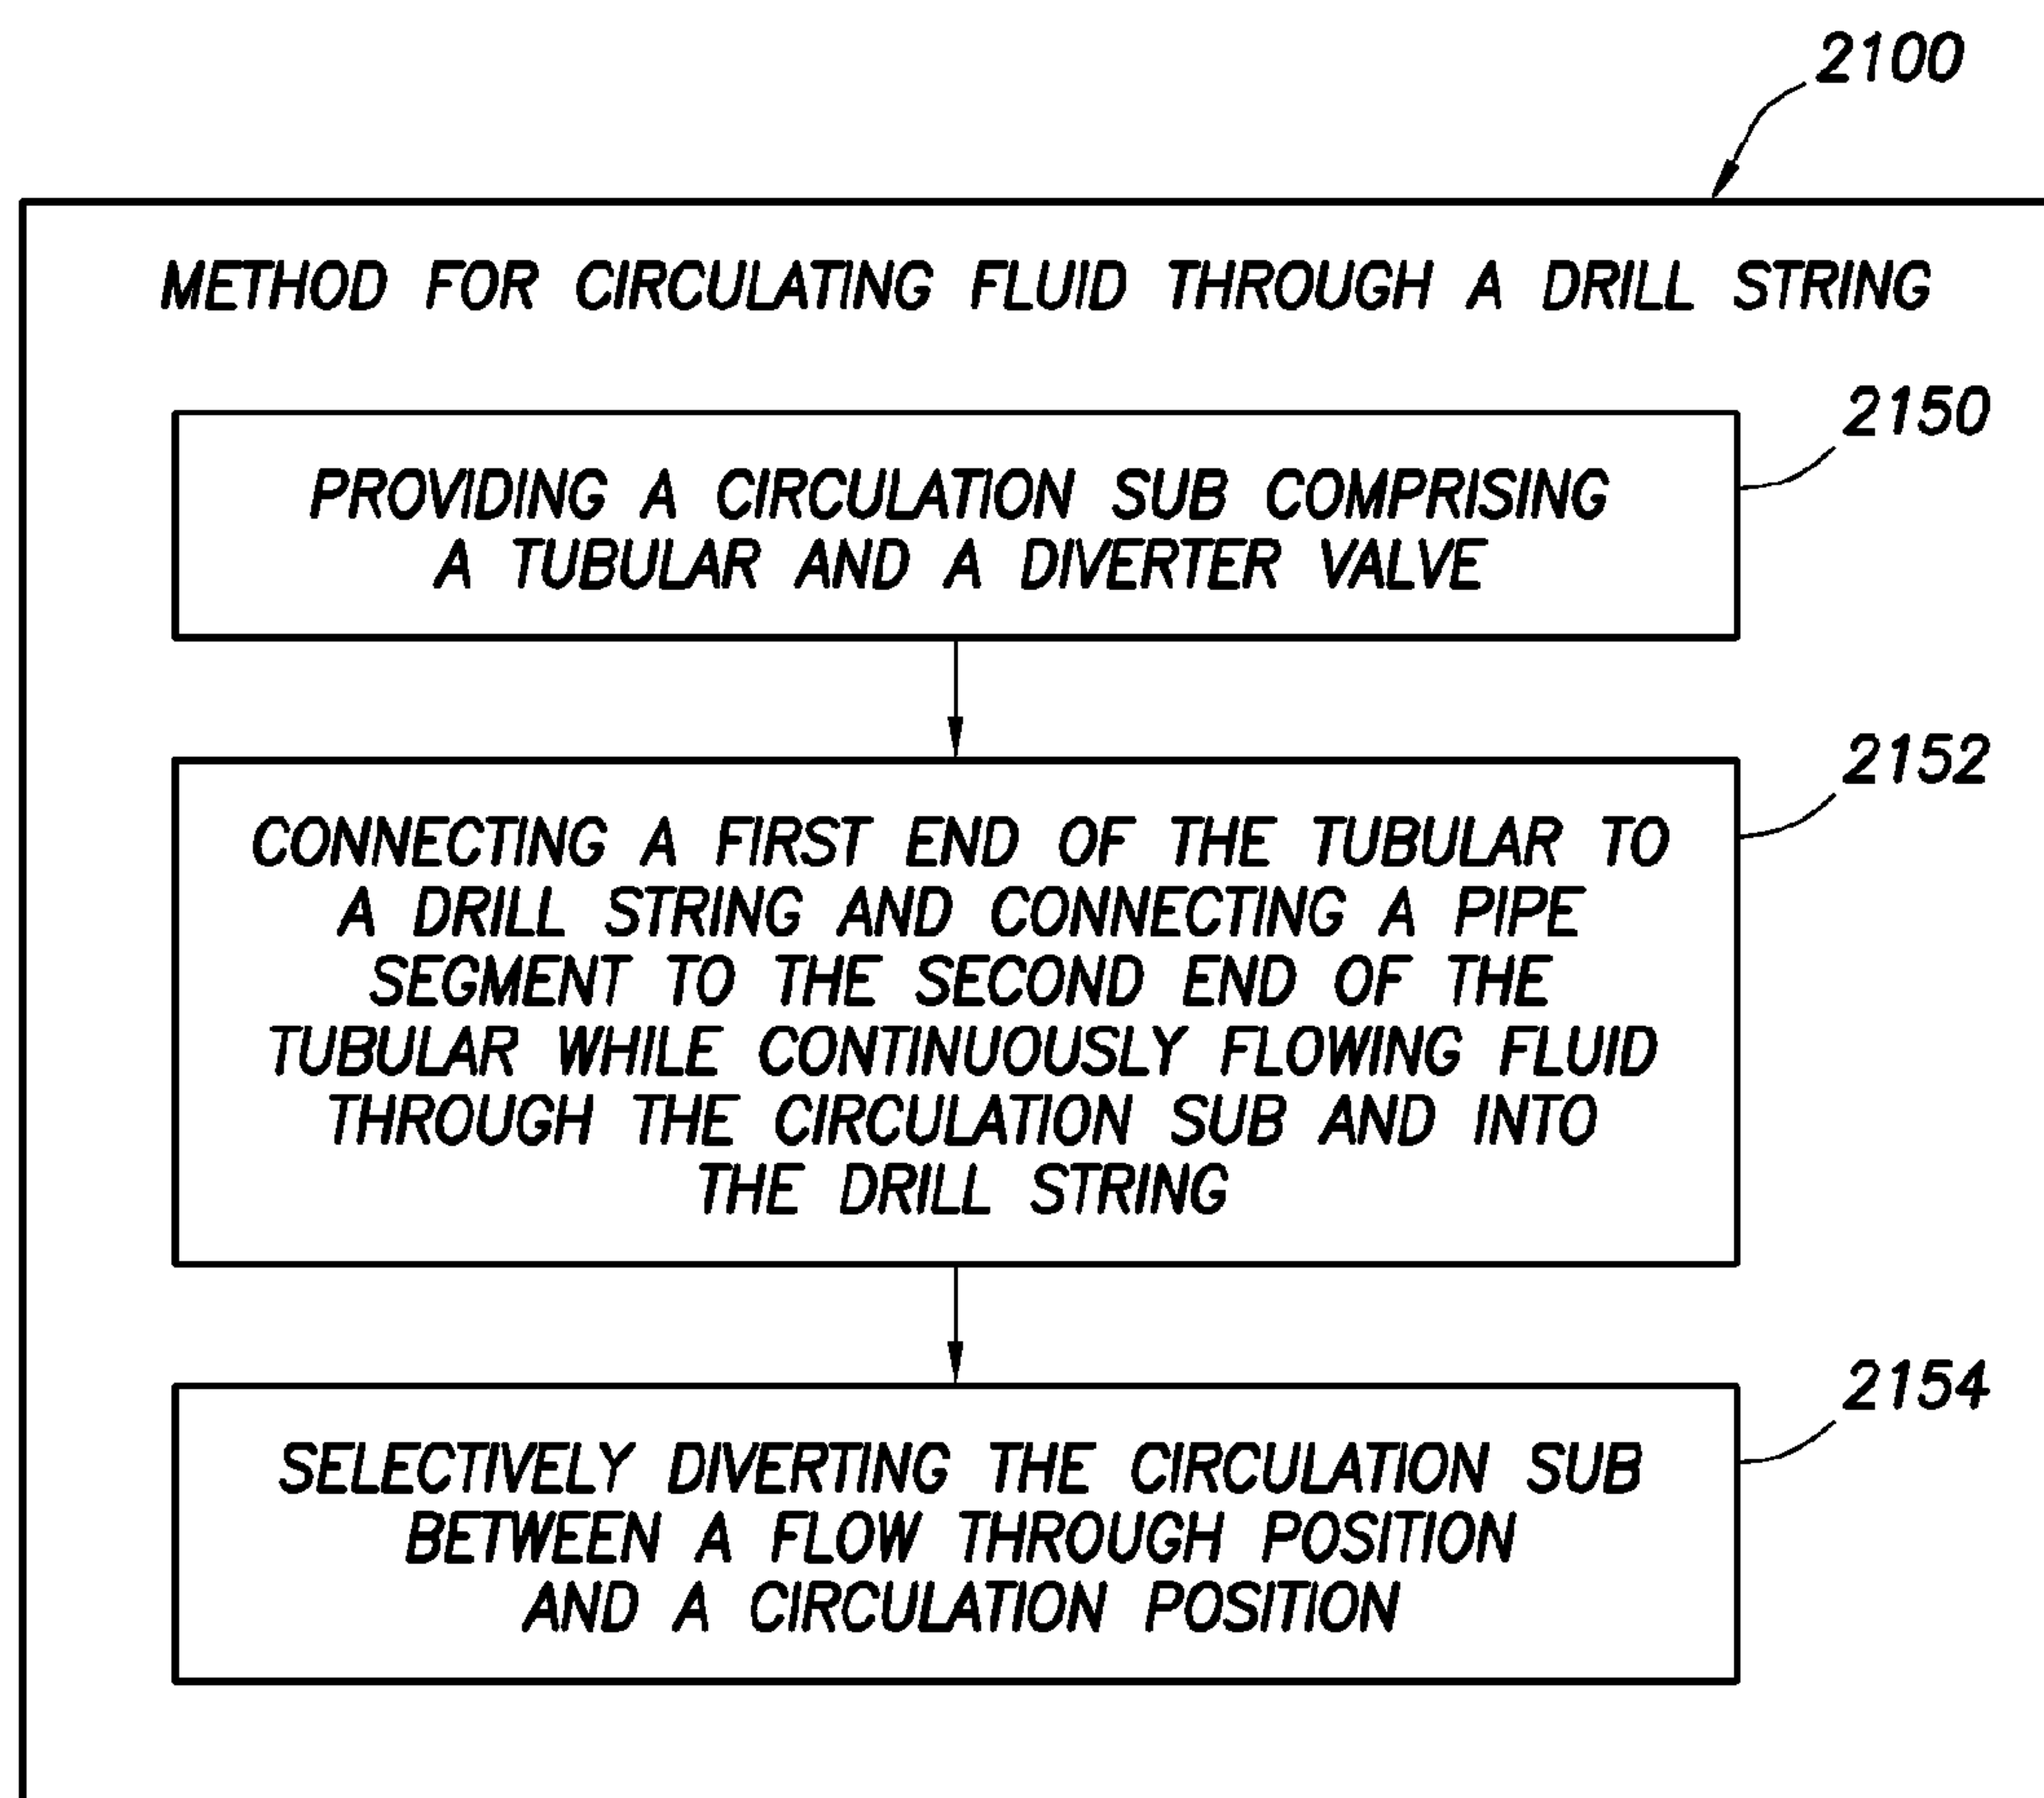 2100
METHOD FOR CIRCULATING FLUID THROUGH A DRILL STRING
2150
PROVIDING A CIRCULATION SUB COMPRISING
A TUBULAR AND A DIVERTER VALVE
2152
CONNECTING A FIRST END OF THE TUBULAR TO
A DRILL STRING AND CONNECTING A PIPE
SEGMENT TO THE SECOND END OF THE
TUBULAR WHILE CONTINUOUSLY FLOWING FLUID
THROUGH THE CIRCULATION SUB AND INTO
THE DRILL STRING
2154
SELECTIVELY DIVERTING THE CIRCULATION SUB
BETWEEN A FLOW THROUGH POSITION
AND A CIRCULATION POSITION